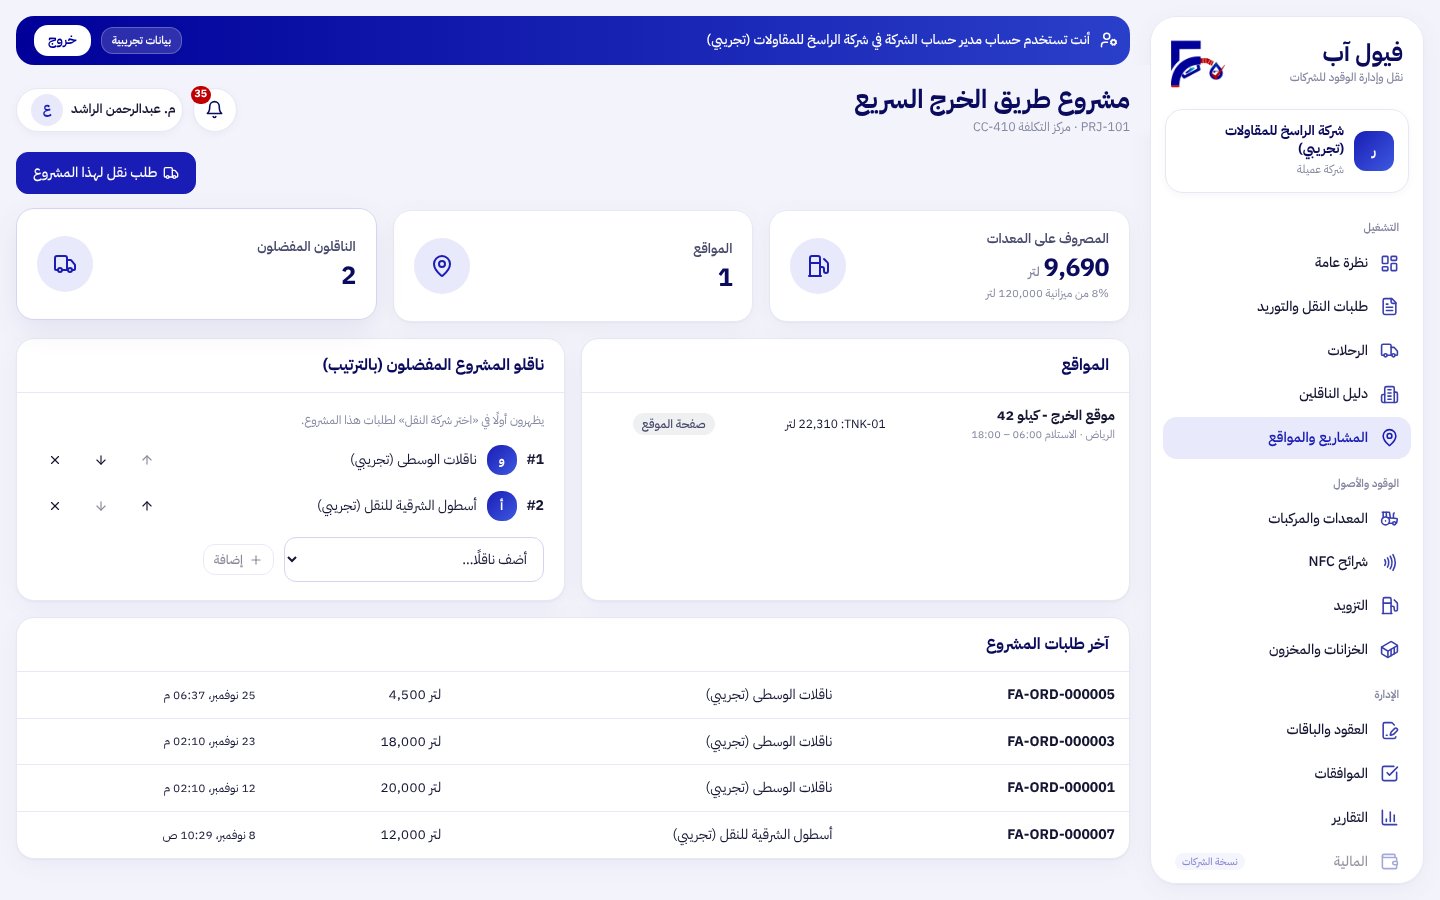 فيول آب
نقل وإدارة الوقود للشركات
شركة الراسخ للمقاولات (تجريبي)
شركة عميلة
ر
التشغيل
نظرة عامة
طلبات النقل والتوريد
الرحلات
دليل الناقلين
المشاريع والمواقع
الوقود والأصول
المعدات والمركبات
شرائح NFC
التزويد
الخزانات والمخزون
الإدارة
العقود والباقات
الموافقات
التقارير
المالية
نسخة الشركات
أنت تستخدم حساب مدير حساب الشركة في شركة الراسخ للمقاولات (تجريبي)
بيانات تجريبية
خروج
مشروع طريق الخرج السريع
PRJ-101 · مركز التكلفة CC-410
35
م. عبدالرحمن الراشد
ع
طلب نقل لهذا المشروع
المصروف على المعدات
9,690 لتر
8% من ميزانية 120,000 لتر
المواقع
1
الناقلون المفضلون
2
المواقع
موقع الخرج - كيلو 42
الرياض · الاستلام 06:00 – 18:00
TNK-01: 22,310 لتر
صفحة الموقع
ناقلو المشروع المفضلون (بالترتيب)
يظهرون أولًا في «اختر شركة النقل» لطلبات هذا المشروع.
#1 و ناقلات الوسطى (تجريبي)
#2 أ أسطول الشرقية للنقل (تجريبي)
أضف ناقلًا...
إضافة
آخر طلبات المشروع
FA-ORD-000005 ناقلات الوسطى (تجريبي) 4,500 لتر 25 نوفمبر، 06:37 م
FA-ORD-000003 ناقلات الوسطى (تجريبي) 18,000 لتر 23 نوفمبر، 02:10 م
FA-ORD-000001 ناقلات الوسطى (تجريبي) 20,000 لتر 12 نوفمبر، 02:10 م
FA-ORD-000007 أسطول الشرقية للنقل (تجريبي) 12,000 لتر 8 نوفمبر، 10:29 ص